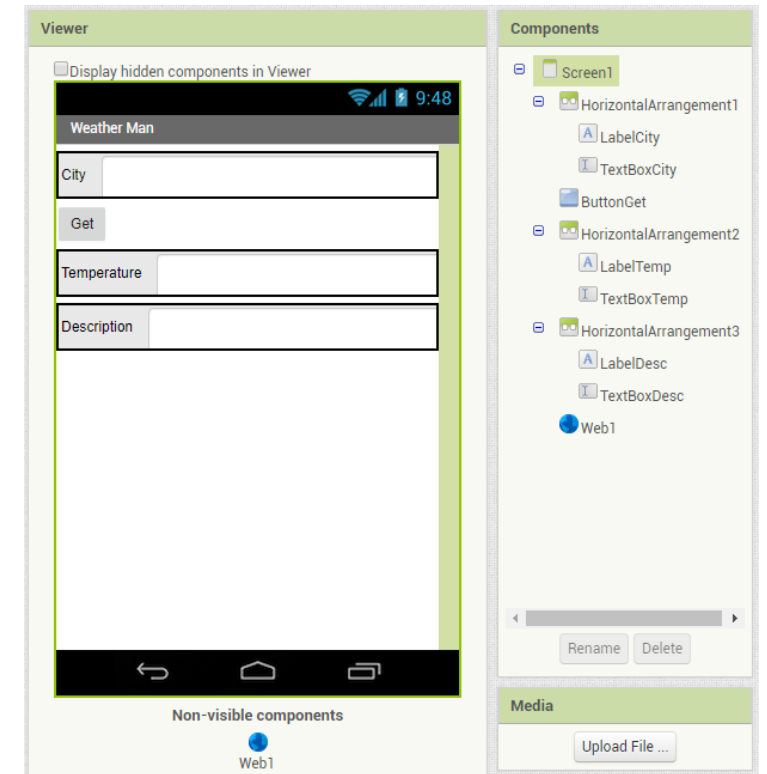 Viewer
Display hidden components in Viewer
9:48
Weather Man
City
Get
Temperature
Description
Non-visible components
Web1
Components
Screen1
HorizontalArrangement1
A LabelCity
TextBoxCity
ButtonGet
HorizontalArrangement2
A LabelTemp
TextBoxTemp
HorizontalArrangement3
A LabelDesc
TextBoxDesc
Web1
Rename Delete
Media
Upload File ...